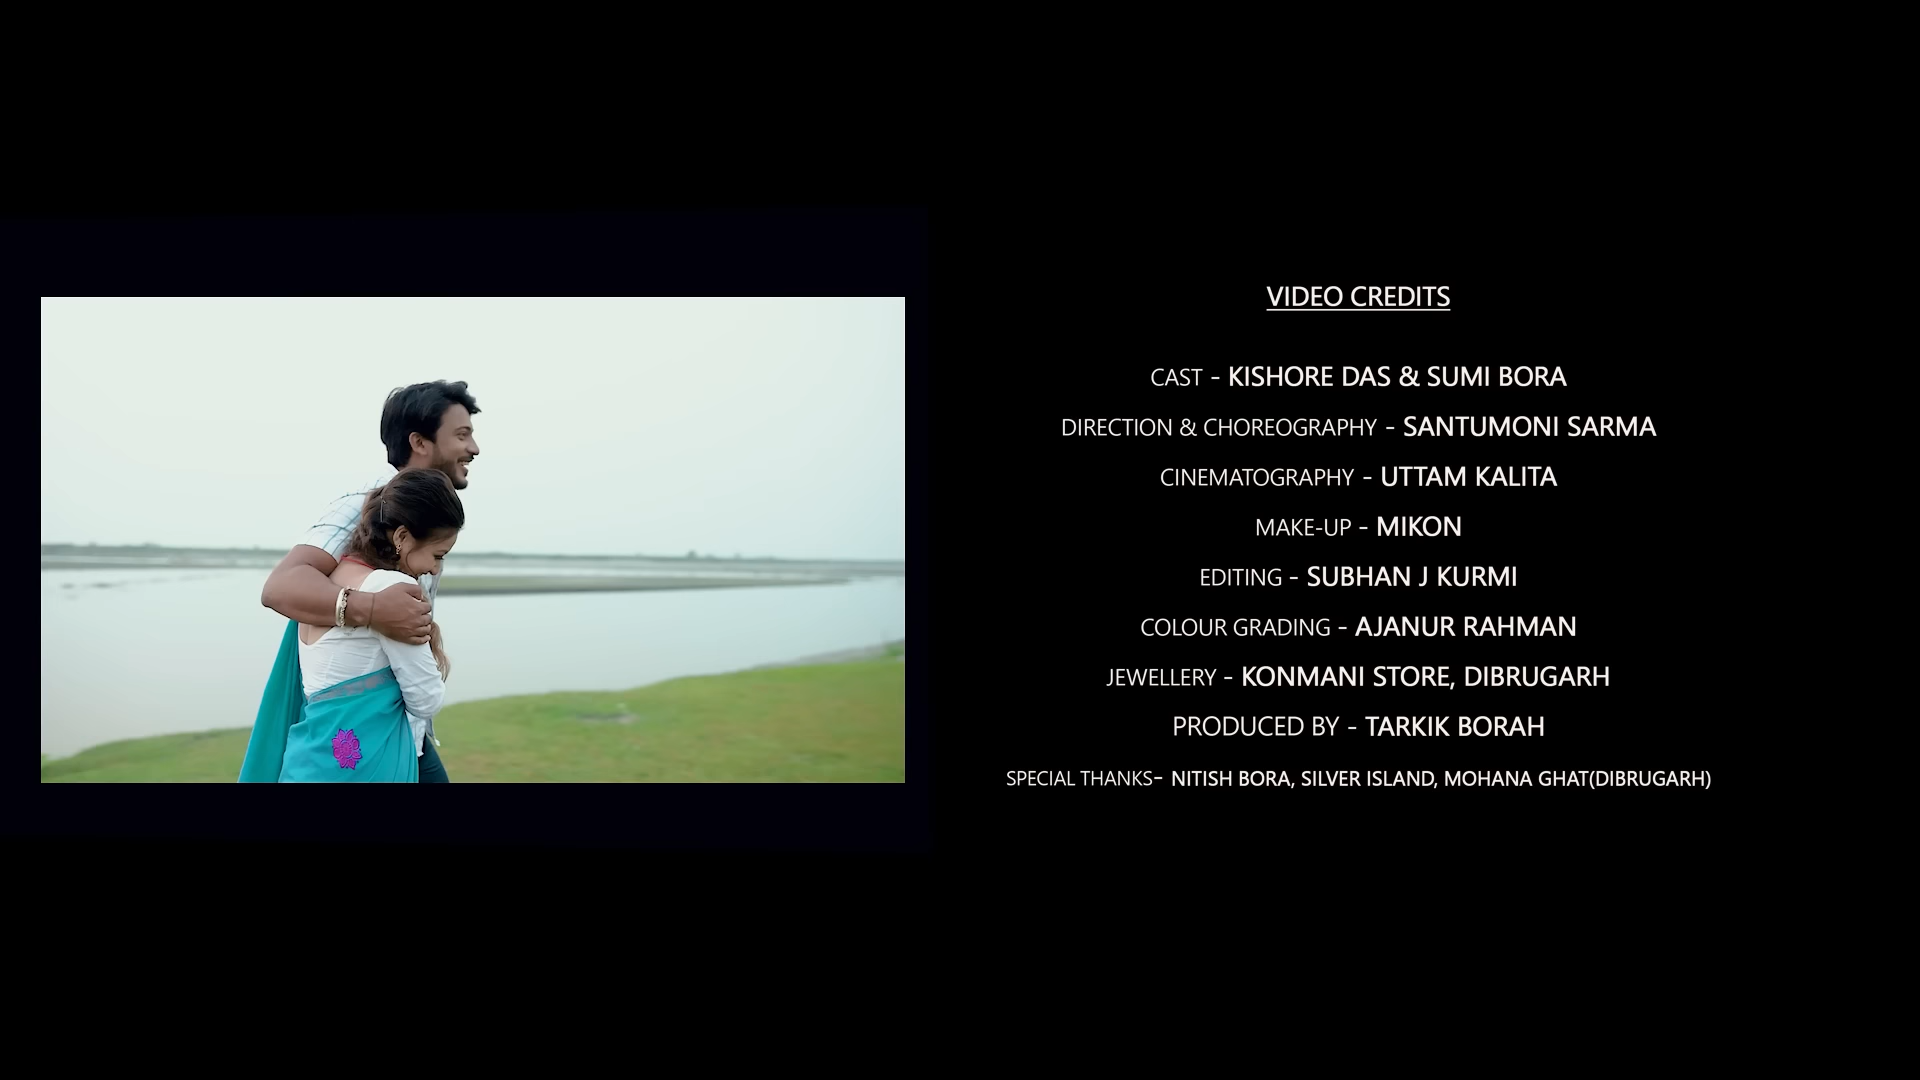 VIDEO CREDITS
CAST - KISHORE DAS & SUMI BORA
DIRECTION & CHOREOGRAPHY - SANTUMONI SARMA
CINEMATOGRAPHY - UTTAM KALITA
MAKE-UP - MIKON
EDITING - SUBHAN J KURMI
COLOUR GRADING - AJANUR RAHMAN
JEWELLERY - KONMANI STORE, DIBRUGARH
PRODUCED BY - TARKIK BORAH
SPECIAL THANKS- NITISH BORA, SILVER ISLAND, MOHANA GHAT(DIBRUGARH)